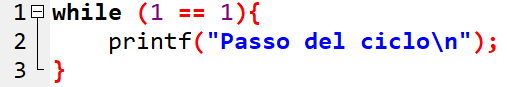 1 while (1 == 1){
2     printf("Passo del ciclo\n");
3 }